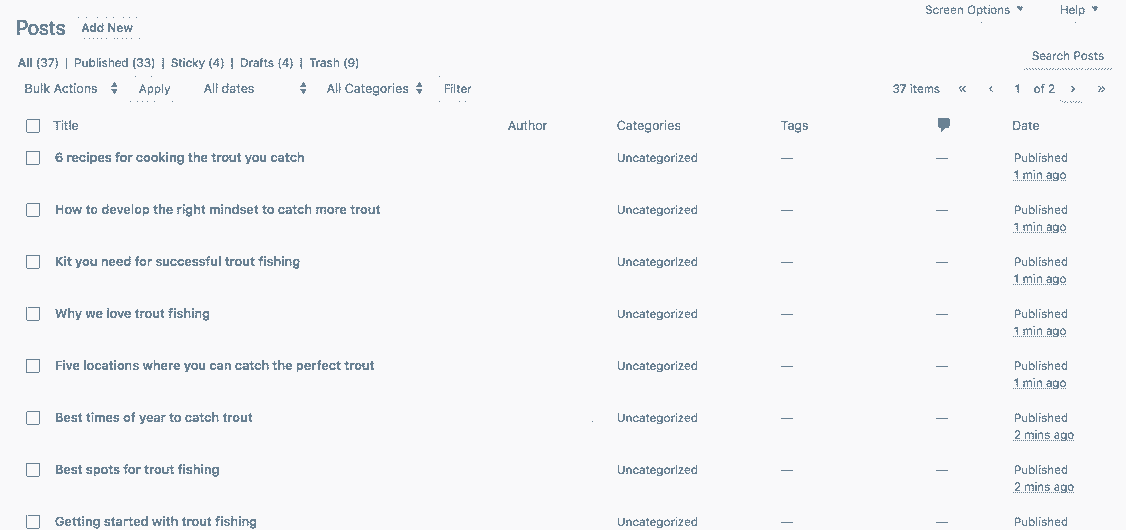 Screen Options ▼ Help ▼
Posts Add New
All (37) | Published (33) | Sticky (4) | Drafts (4) | Trash (9)
Search Posts
Bulk Actions Apply All dates All Categories Filter 37 items « ‹ 1 of 2 › »
Title Author Categories Tags Date
6 recipes for cooking the trout you catch Uncategorized — — Published
1 min ago
How to develop the right mindset to catch more trout Uncategorized — — Published
1 min ago
Kit you need for successful trout fishing Uncategorized — — Published
1 min ago
Why we love trout fishing Uncategorized — — Published
1 min ago
Five locations where you can catch the perfect trout Uncategorized — — Published
1 min ago
Best times of year to catch trout Uncategorized — — Published
2 mins ago
Best spots for trout fishing Uncategorized — — Published
2 mins ago
Getting started with trout fishing Uncategorized — — Published